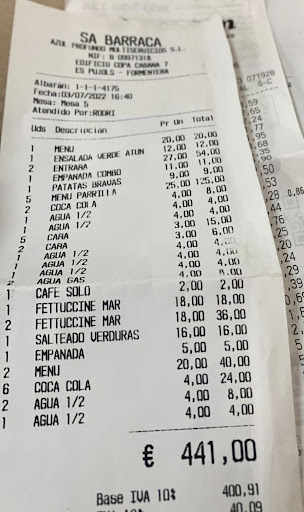 SA BARRACA
AZUL PROFUNDO MULTISERVICIOS S.L.
NIF: B 09971318
EDIFICIO COPA CABANA 7
ES PUJOLS - FORMENTERA
Albarán: 1-1-1-4175
Fecha:03/07/2022 16:40
Mesa: Mesa 5
Atendido Por:RODRI
Uds Descripción Pr Un Total
1 MENU 20,00 20,00
1 ENSALADA VERDE ATUN 12,00 12,00
2 ENTRAÑA 27,00 54,00
1 EMPANADA COMBO 11,00 11,00
1 PATATAS BRAVAS 9,00 9,00
5 MENU PARRILLA 25,00 125,00
2 COCA COLA 4,00 8,00
1 AGUA 1/2 4,00 4,00
1 AGUA 1/2 4,00 4,00
5 CAÑA 3,00 15,00
2 CAÑA 3,00 6,00
AGUA 1/2 4,00
AGUA 1/2 4,00 4,00
AGUA 1/2 4,00 4,00
AGUA GAS 4,00 8,00
1 CAFE SOLO 2,00 2,00
1 FETTUCCINE MAR 18,00 18,00
2 FETTUCCINE MAR 18,00 36,00
1 SALTEADO VERDURAS 16,00 16,00
1 EMPANADA 5,00 5,00
2 MENU 20,00 40,00
6 COCA COLA 4,00 24,00
2 AGUA 1/2 4,00 8,00
1 AGUA 1/2 4,00 4,00
€ 441,00
Base IVA 10% 400,91
40,09